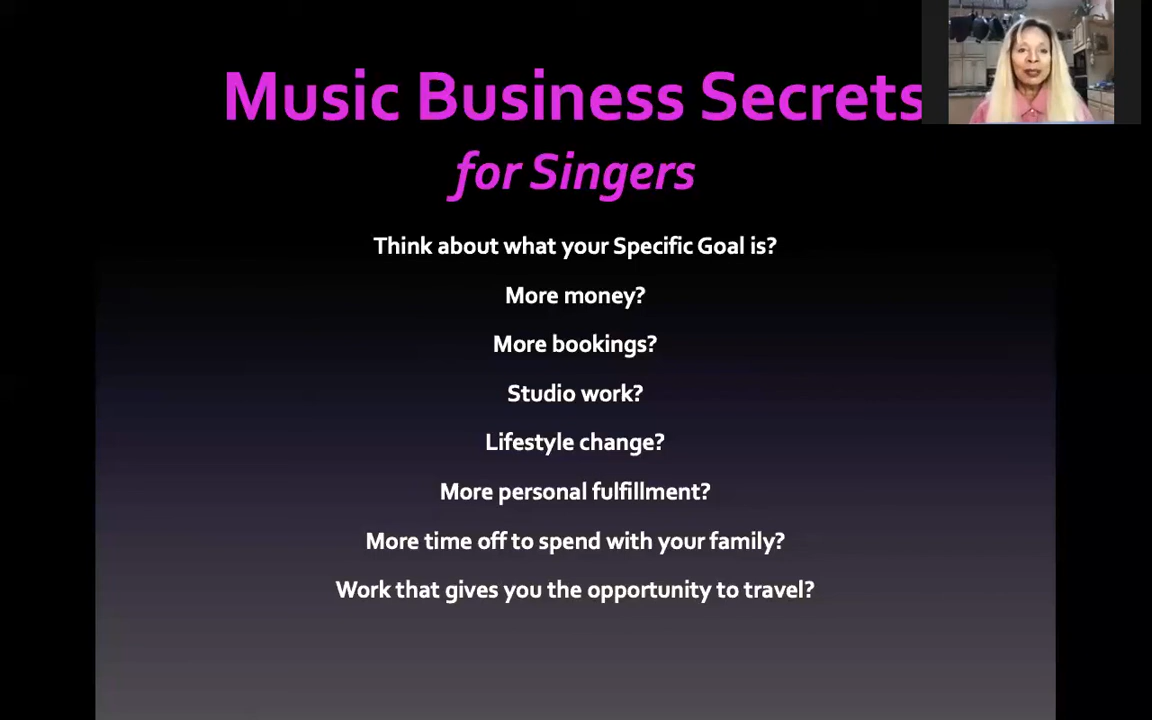 Music Business Secrets
for Singers
Think about what your Specific Goal is?
More money?
More bookings?
Studio work?
Lifestyle change?
More personal fulfillment?
More time off to spend with your family?
Work that gives you the opportunity to travel?